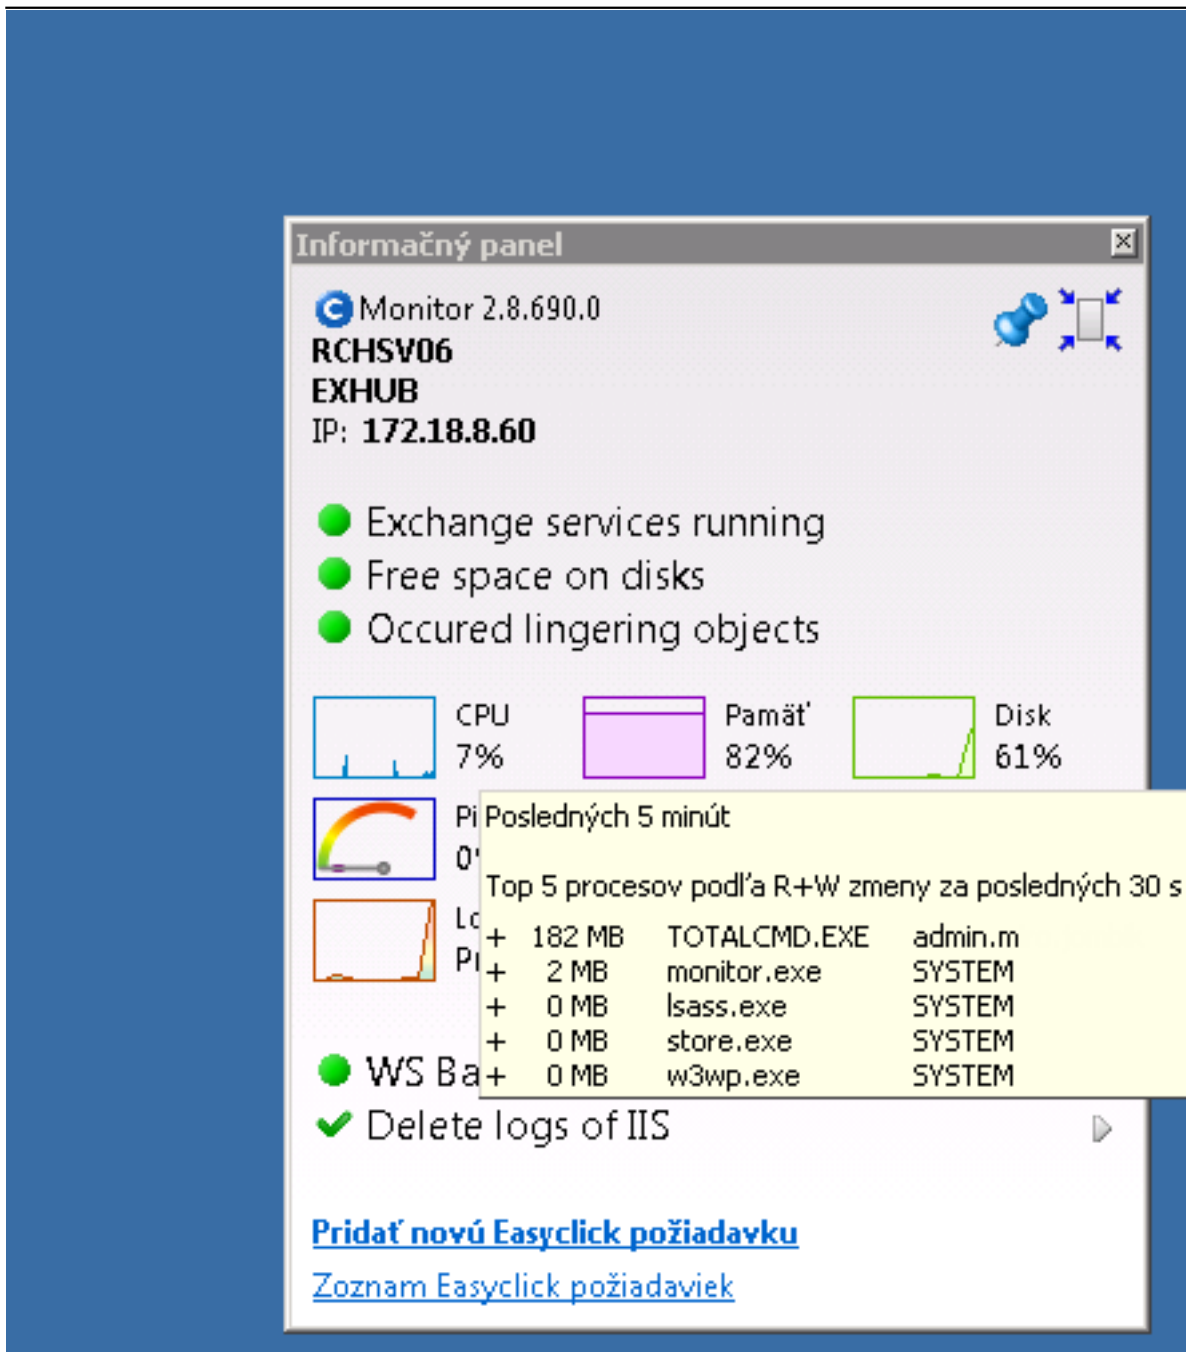 Informačný panel
Monitor 2.8.690.0
RCHSV06
EXHUB
IP: 172.18.8.60
Exchange services running
Free space on disks
Occured lingering objects
CPU
7%
Pamäť
82%
Disk
61%
Posledných 5 minút
Top 5 procesov podľa R+W zmeny za posledných 30 s
+ 182 MB TOTALCMD.EXE admin.m
+ 2 MB monitor.exe SYSTEM
+ 0 MB lsass.exe SYSTEM
+ 0 MB store.exe SYSTEM
+ 0 MB w3wp.exe SYSTEM
WS
Delete logs of IIS
Pridať novú Easyclick požiadavku
Zoznam Easyclick požiadaviek